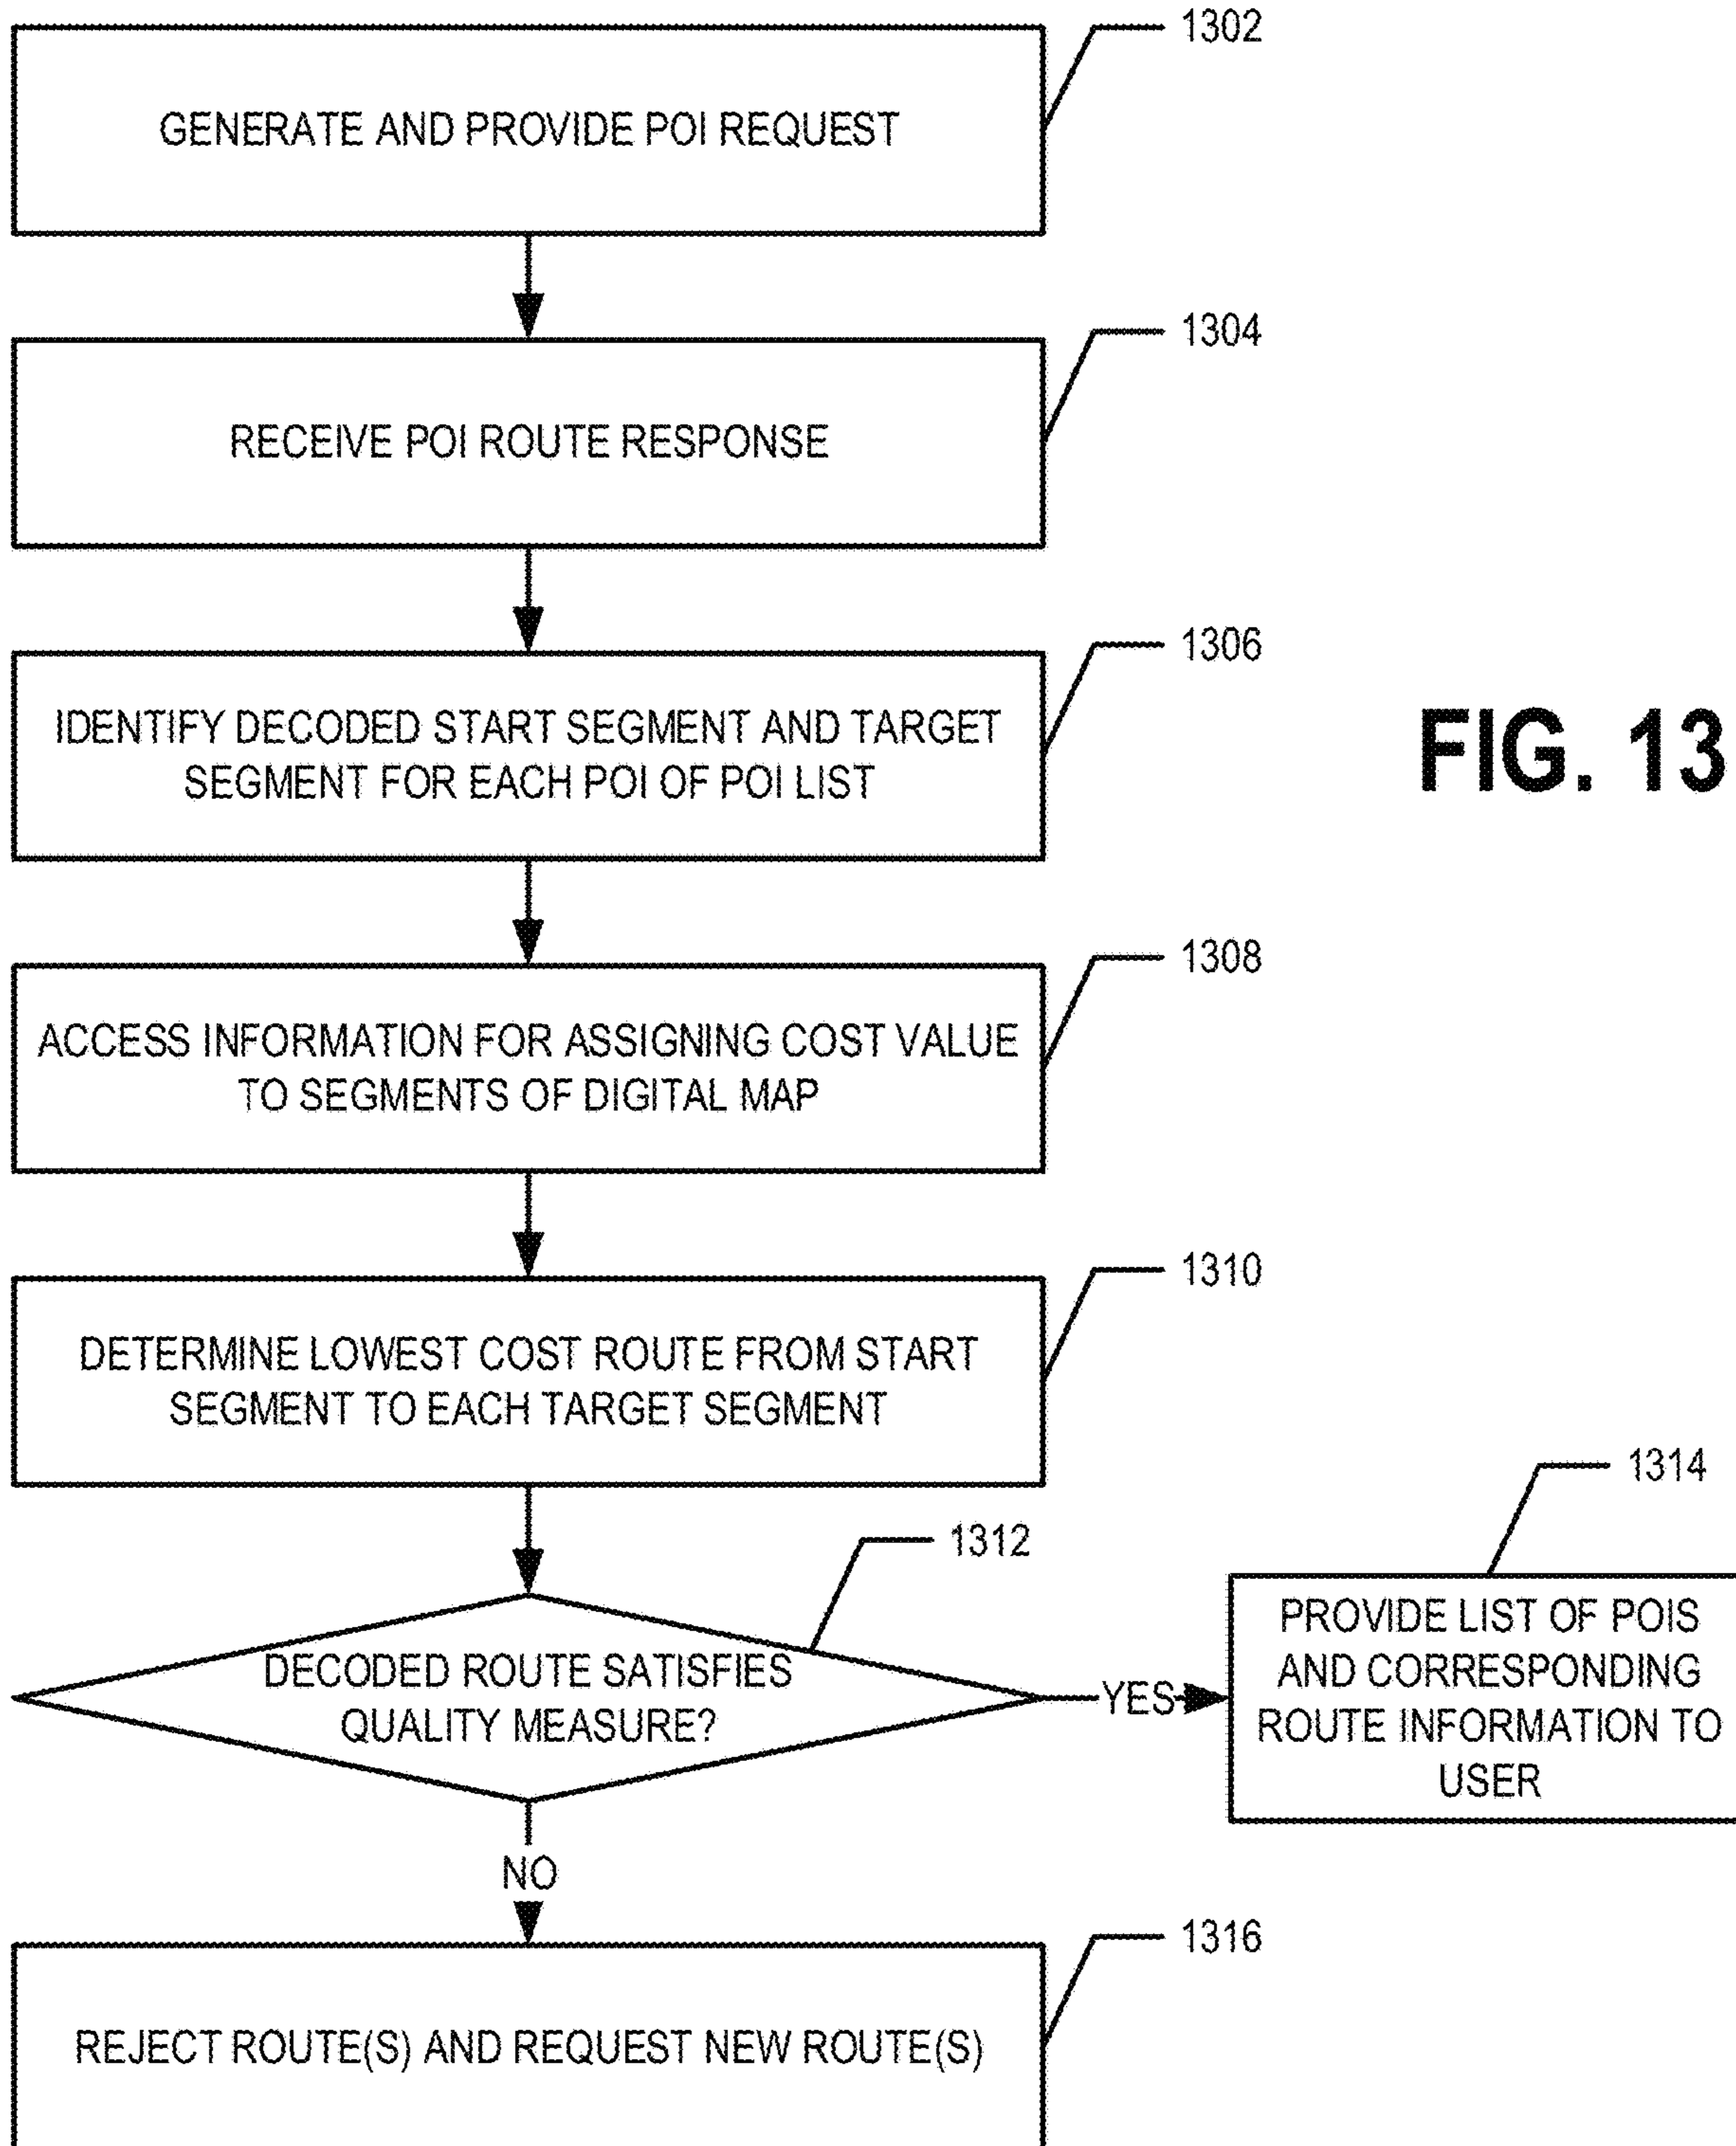 1302
GENERATE AND PROVIDE POI REQUEST
1304
RECEIVE POI ROUTE RESPONSE
1306
IDENTIFY DECODED START SEGMENT AND TARGET
SEGMENT FOR EACH POI OF POI LIST
FIG. 13
1308
ACCESS INFORMATION FOR ASSIGNING COST VALUE
TO SEGMENTS OF DIGITAL MAP
1310
DETERMINE LOWEST COST ROUTE FROM START
SEGMENT TO EACH TARGET SEGMENT
1312
DECODED ROUTE SATISFIES
QUALITY MEASURE?
YES
1314
PROVIDE LIST OF POIS
AND CORRESPONDING
ROUTE INFORMATION TO
USER
NO
1316
REJECT ROUTE(S) AND REQUEST NEW ROUTE(S)